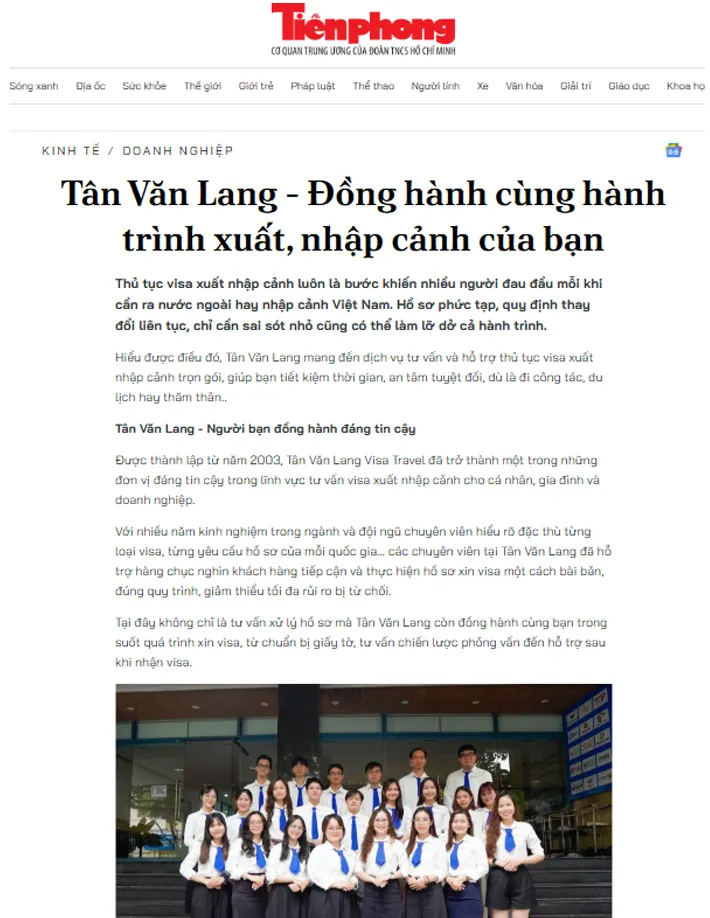 Tiềnphong
CƠ QUAN TRUNG ƯƠNG CỦA ĐOÀN TNCS HỒ CHÍ MINH
Sóng xanh Địa ốc Sức khỏe Thế giới Giới trẻ Pháp luật Thể thao Người lính Xe Văn hóa Giải trí Giáo dục Khoa họ
KINH TẾ / DOANH NGHIỆP
Tân Văn Lang - Đồng hành cùng hành
trình xuất, nhập cảnh của bạn
Thủ tục visa xuất nhập cảnh luôn là bước khiến nhiều người đau đầu mỗi khi
cần ra nước ngoài hay nhập cảnh Việt Nam. Hồ sơ phức tạp, quy định thay
đổi liên tục, chỉ cần sai sót nhỏ cũng có thể làm lỡ dở cả hành trình.
Hiểu được điều đó, Tân Văn Lang mang đến dịch vụ tư vấn và hỗ trợ thủ tục visa xuất
nhập cảnh trọn gói, giúp bạn tiết kiệm thời gian, an tâm tuyệt đối, dù là đi công tác, du
lịch hay thăm thân..
Tân Văn Lang - Người bạn đồng hành đáng tin cậy
Được thành lập từ năm 2003, Tân Văn Lang Visa Travel đã trở thành một trong những
đơn vị đáng tin cậy trong lĩnh vực tư vấn visa xuất nhập cảnh cho cá nhân, gia đình và
doanh nghiệp.
Với nhiều năm kinh nghiệm trong ngành và đội ngũ chuyên viên hiểu rõ đặc thù từng
loại visa, từng yêu cầu hồ sơ của mỗi quốc gia... các chuyên viên tại Tân Văn Lang đã hỗ
trợ hàng chục nghìn khách hàng tiếp cận và thực hiện hồ sơ xin visa một cách bài bản,
đúng quy trình, giảm thiểu tối đa rủi ro bị từ chối.
Tại đây không chỉ là tư vấn xử lý hồ sơ mà Tân Văn Lang còn đồng hành cùng bạn trong
suốt quá trình xin visa, từ chuẩn bị giấy tờ, tư vấn chiến lược phỏng vấn đến hỗ trợ sau
khi nhận visa.